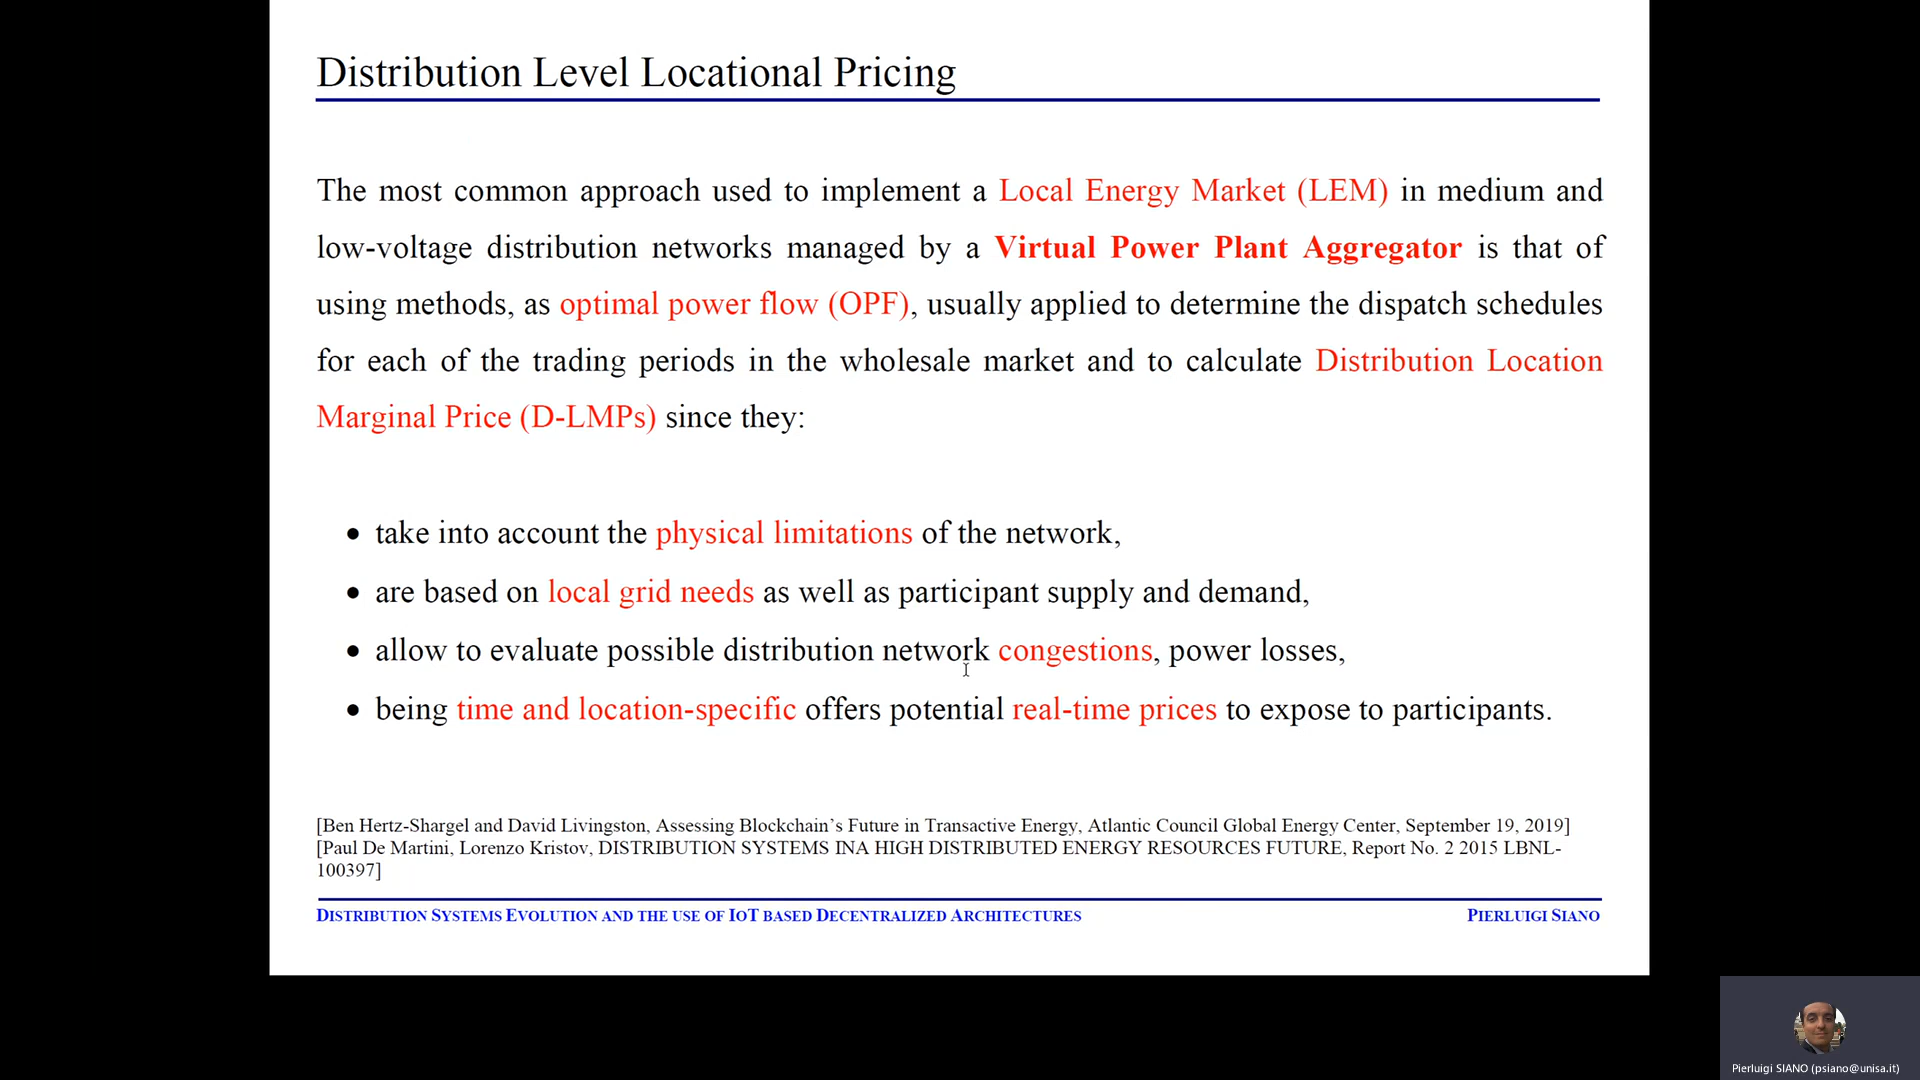 Distribution Level Locational Pricing
The most common approach used to implement a Local Energy Market (LEM) in medium and
low-voltage distribution networks managed by a Virtual Power Plant Aggregator is that of
using methods, as optimal power flow (OPF), usually applied to determine the dispatch schedules
for each of the trading periods in the wholesale market and to calculate Distribution Location
Marginal Price (D-LMPs) since they:
• take into account the physical limitations of the network,
• are based on local grid needs as well as participant supply and demand,
• allow to evaluate possible distribution network congestions, power losses,
• being time and location-specific offers potential real-time prices to expose to participants.
[Ben Hertz-Shargel and David Livingston, Assessing Blockchain's Future in Transactive Energy, Atlantic Council Global Energy Center, September 19, 2019]
[Paul De Martini, Lorenzo Kristov, DISTRIBUTION SYSTEMS INA HIGH DISTRIBUTED ENERGY RESOURCES FUTURE, Report No. 2 2015 LBNL-
100397]
DISTRIBUTION SYSTEMS EVOLUTION AND THE USE OF IOT BASED DECENTRALIZED ARCHITECTURES PIERLUIGI SIANO
Pierluigi SIANO (psiano@unisa.it)